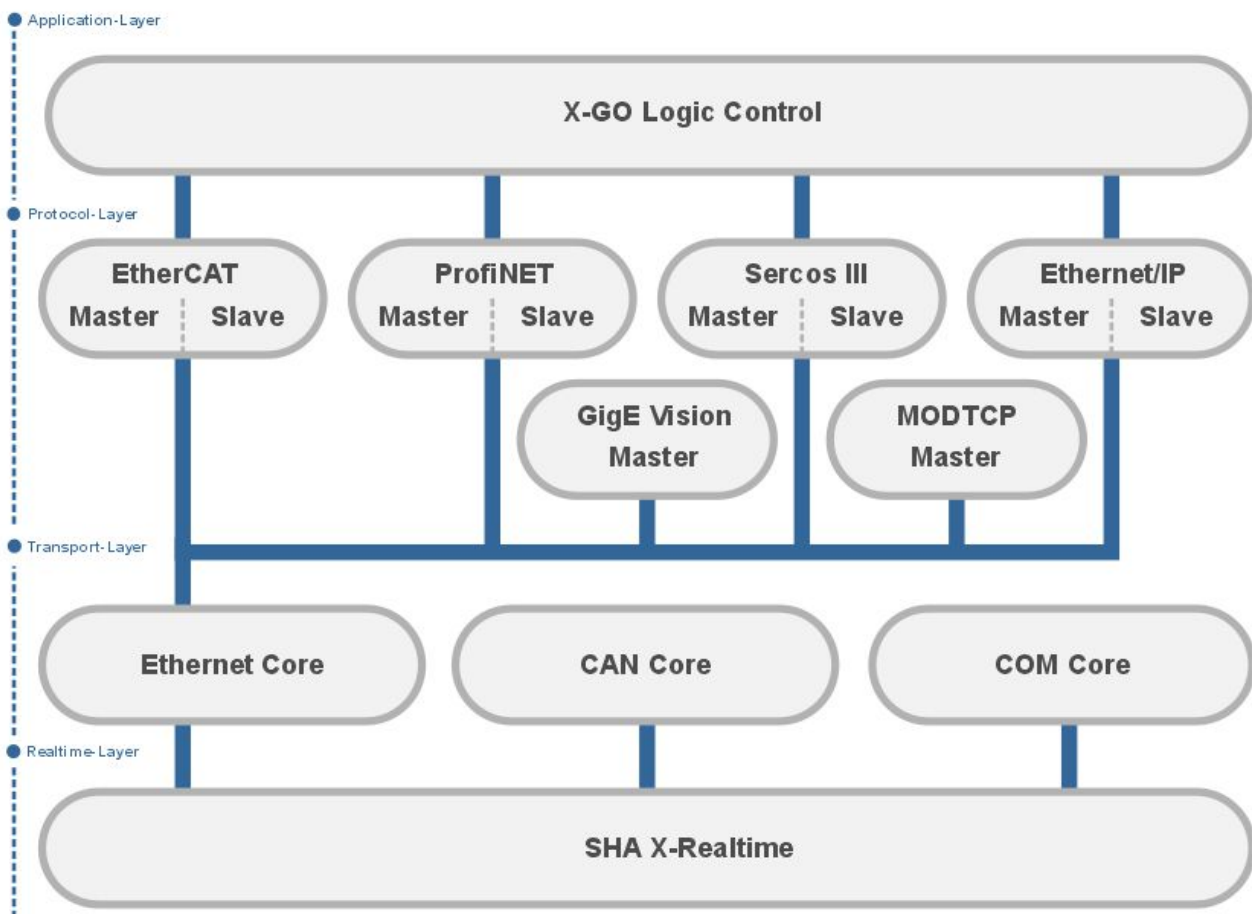 Application-Layer
X-GO Logic Control
Protocol-Layer
EtherCAT
Master Slave
ProfiNET
Master Slave
Sercos III
Master Slave
Ethernet/IP
Master Slave
GigE Vision
Master
MODTCP
Master
Transport-Layer
Ethernet Core
CAN Core
COM Core
Realtime-Layer
SHA X-Realtime